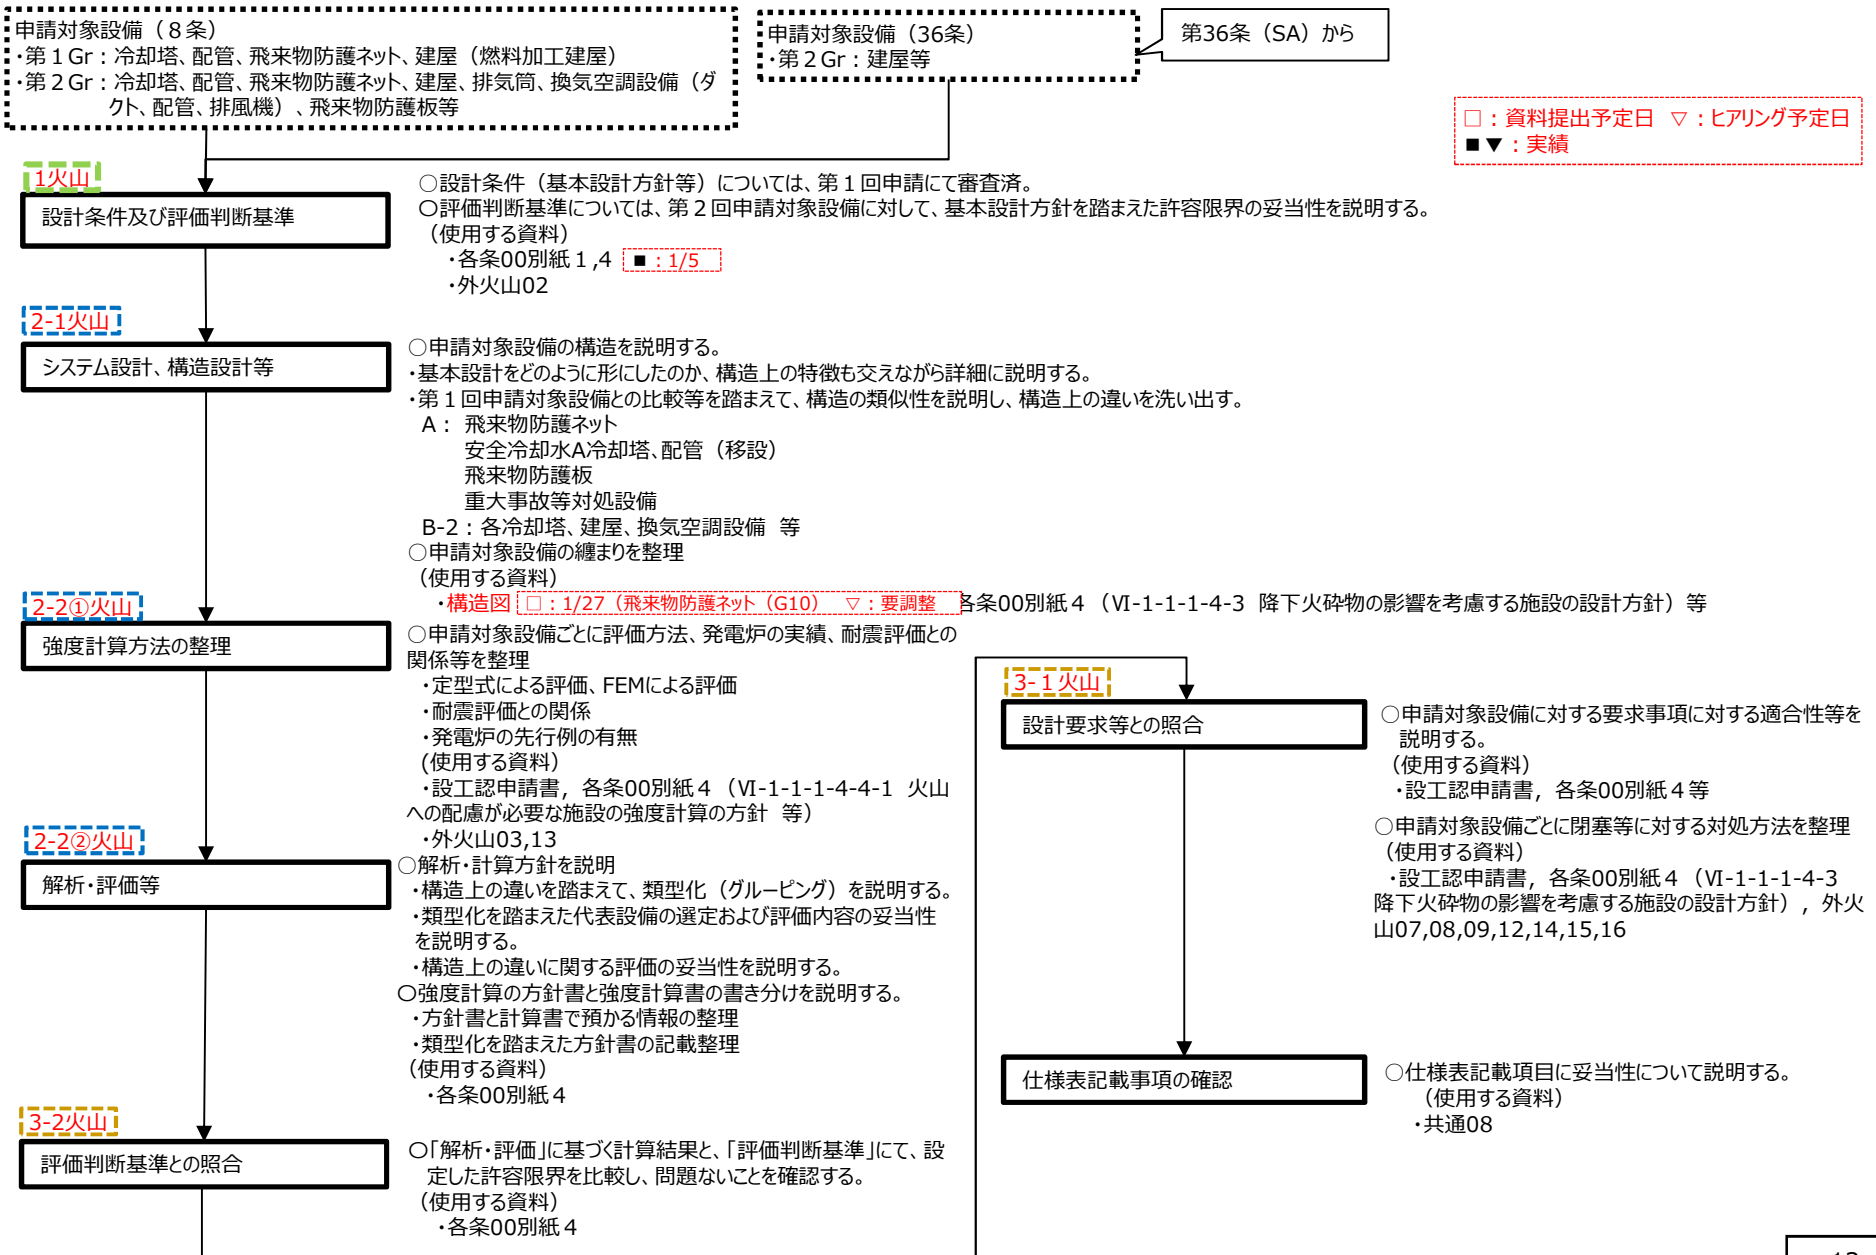 申請対象設備（８条）
・第１Gr：冷却塔、配管、飛来物防護ネット、建屋（燃料加工建屋）
・第２Gr：冷却塔、配管、飛来物防護ネット、建屋、排気筒、換気空調設備（ダ
クト、配管、排風機）、飛来物防護板等
申請対象設備（36条）
・第２Gr：建屋等
第36条（SA）から
□：資料提出予定日　▽：ヒアリング予定日
■▼：実績
1火山
設計条件及び評価判断基準
○設計条件（基本設計方針等）については、第１回申請にて審査済。
〇評価判断基準については、第２回申請対象設備に対して、基本設計方針を踏まえた許容限界の妥当性を説明する。
（使用する資料）
・各条00別紙１,4 ■：1/5
・外火山02
2-1火山
システム設計、構造設計等
○申請対象設備の構造を説明する。
・基本設計をどのように形にしたのか、構造上の特徴も交えながら詳細に説明する。
・第１回申請対象設備との比較等を踏まえて、構造の類似性を説明し、構造上の違いを洗い出す。
A： 飛来物防護ネット
安全冷却水A冷却塔、配管（移設）
飛来物防護板
重大事故等対処設備
B-2：各冷却塔、建屋、換気空調設備 等
○申請対象設備の纏まりを整理
（使用する資料）
・構造図 □：1/27（飛来物防護ネット（G10） ▽：要調整 各条00別紙４（Ⅵ-1-1-1-4-3 降下火砕物の影響を考慮する施設の設計方針）等
2-2①火山
強度計算方法の整理
○申請対象設備ごとに評価方法、発電炉の実績、耐震評価との
関係等を整理
・定型式による評価、FEMによる評価
・耐震評価との関係
・発電炉の先行例の有無
(使用する資料）
・設工認申請書，各条00別紙４（Ⅵ-1-1-1-4-4-1 火山
への配慮が必要な施設の強度計算の方針 等）
・外火山03,13
2-2②火山
解析・評価等
○解析・計算方針を説明
・構造上の違いを踏まえて、類型化（グルーピング）を説明する。
・類型化を踏まえた代表設備の選定および評価内容の妥当性
を説明する。
・構造上の違いに関する評価の妥当性を説明する。
〇強度計算の方針書と強度計算書の書き分けを説明する。
・方針書と計算書で預かる情報の整理
・類型化を踏まえた方針書の記載整理
（使用する資料）
・各条00別紙４
3-2火山
評価判断基準との照合
〇「解析・評価」に基づく計算結果と、「評価判断基準」にて、設
定した許容限界を比較し、問題ないことを確認する。
（使用する資料）
・各条00別紙４
3-１火山
設計要求等との照合
○申請対象設備に対する要求事項に対する適合性等を
説明する。
（使用する資料）
・設工認申請書，各条00別紙４等
○申請対象設備ごとに閉塞等に対する対処方法を整理
（使用する資料）
・設工認申請書，各条00別紙４（Ⅵ-1-1-1-4-3
降下火砕物の影響を考慮する施設の設計方針），外火
山07,08,09,12,14,15,16
仕様表記載事項の確認
○仕様表記載項目に妥当性について説明する。
（使用する資料）
・共通08